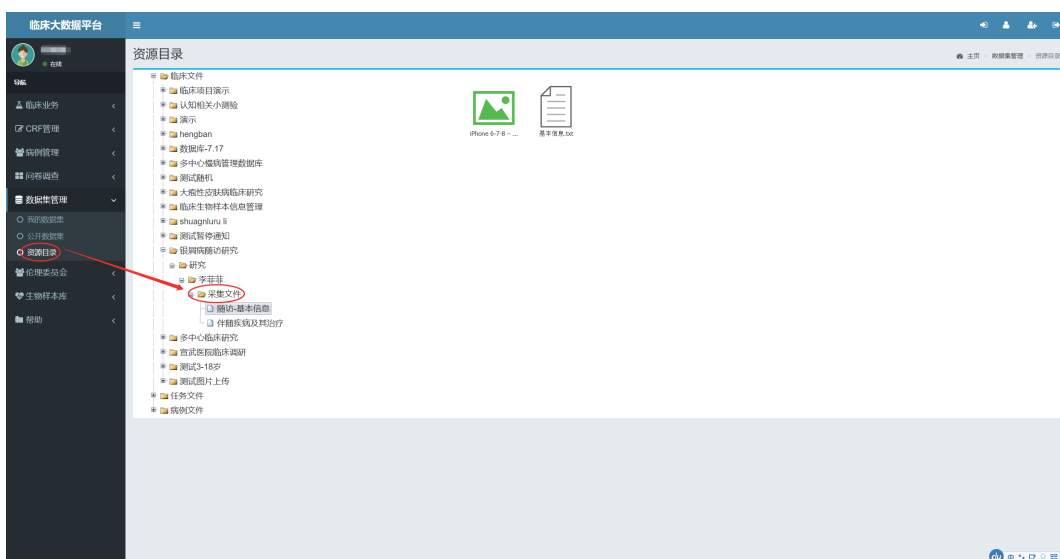 临床大数据平台
在线
导航
临床业务
CRF管理
病例管理
问卷调查
数据集管理
我的数据集
公开数据集
资源目录
伦理委员会
生物样本库
帮助
资源目录
主页 > 数据集管理 > 资源目录
临床文件
临床项目演示
认知相关小测验
演示
hengban
数据库-7.17
多中心慢病管理数据库
测试随机
大疱性皮肤病临床研究
临床生物样本信息管理
shuagnluru li
测试暂停通知
银屑病随访研究
研究
李菲菲
采集文件
随访-基本信息
伴随疾病及其治疗
多中心临床研究
宣武医院临床调研
测试3-18岁
测试图片上传
任务文件
病例文件
iPhone 6-7-8 – ...
基本信息.txt